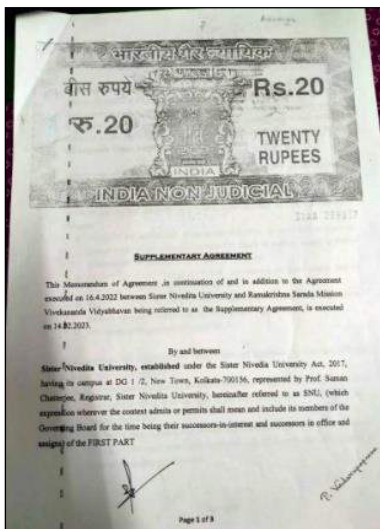 2
भारतीय गैर न्यायिक
बीस रुपये
Rs.20
रु.20
TWENTY
RUPEES
INDIA
INDIA NON JUDICIAL
SUPPLEMENTARY AGREEMENT
This Memorandum of Agreement ,in continuation of and in addition to the Agreement
executed on 16.4.2022 between Sister Nivedita University and Ramakrishna Sarada Mission
Vivekananda Vidyabhavan being referred to as the Supplementary Agreement, is executed
on 14.02.2023.
By and between
Sister Nivedita University, established under the Sister Nivedia University Act, 2017,
having its campus at DG 1 /2, New Town, Kolkata-700156, represented by Prof. Suman
Chatterjee, Registrar, Sister Nivedita University, hereinafter referred to as SNU, (which
expression wherever the context admits or permits shall mean and include its members of the
Governing Board for the time being their successors-in-interest and successors in office and
assigns) of the FIRST PART
Page 1 of 3